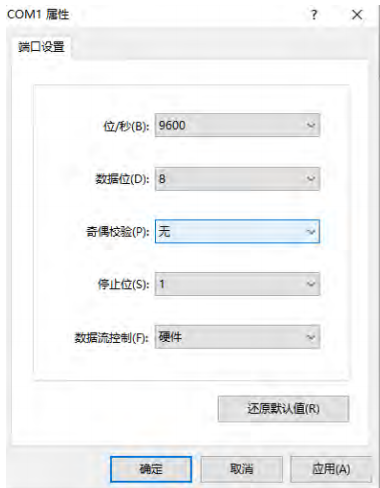 COM1 属性 ? ×
端口设置
位/秒(B): 9600
数据位(D): 8
奇偶校验(P): 无
停止位(S): 1
数据流控制(F): 硬件
还原默认值(R)
确定 取消 应用(A)